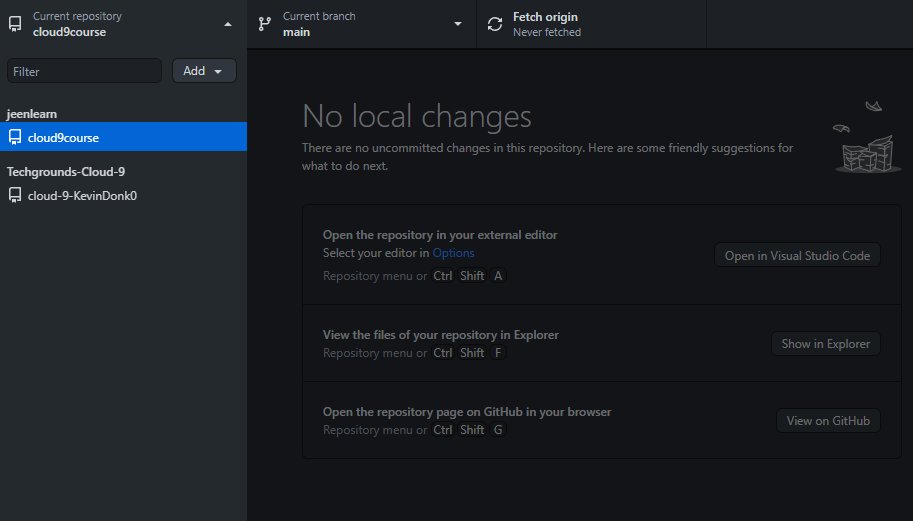 Current repository
cloud9course
Current branch
main
Fetch origin
Never fetched
Filter
Add
jeenlearn
cloud9course
Techgrounds-Cloud-9
cloud-9-KevinDonk0
No local changes
There are no uncommitted changes in this repository. Here are some friendly suggestions for
what to do next.
Open the repository in your external editor
Select your editor in Options
Repository menu or Ctrl Shift A
Open in Visual Studio Code
View the files of your repository in Explorer
Repository menu or Ctrl Shift F
Show in Explorer
Open the repository page on GitHub in your browser
Repository menu or Ctrl Shift G
View on GitHub